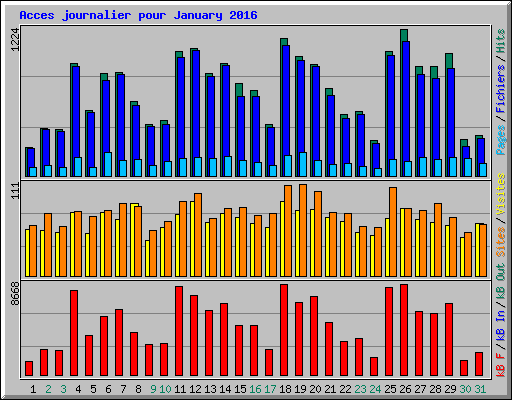 Acces journalier pour January 2016
1224
111
8668
Pages / Fichiers / Hits
Sites / Visites
kB F / kB In / kB Out
1 2 3 4 5 6 7 8 9 10 11 12 13 14 15 16 17 18 19 20 21 22 23 24 25 26 27 28 29 30 31